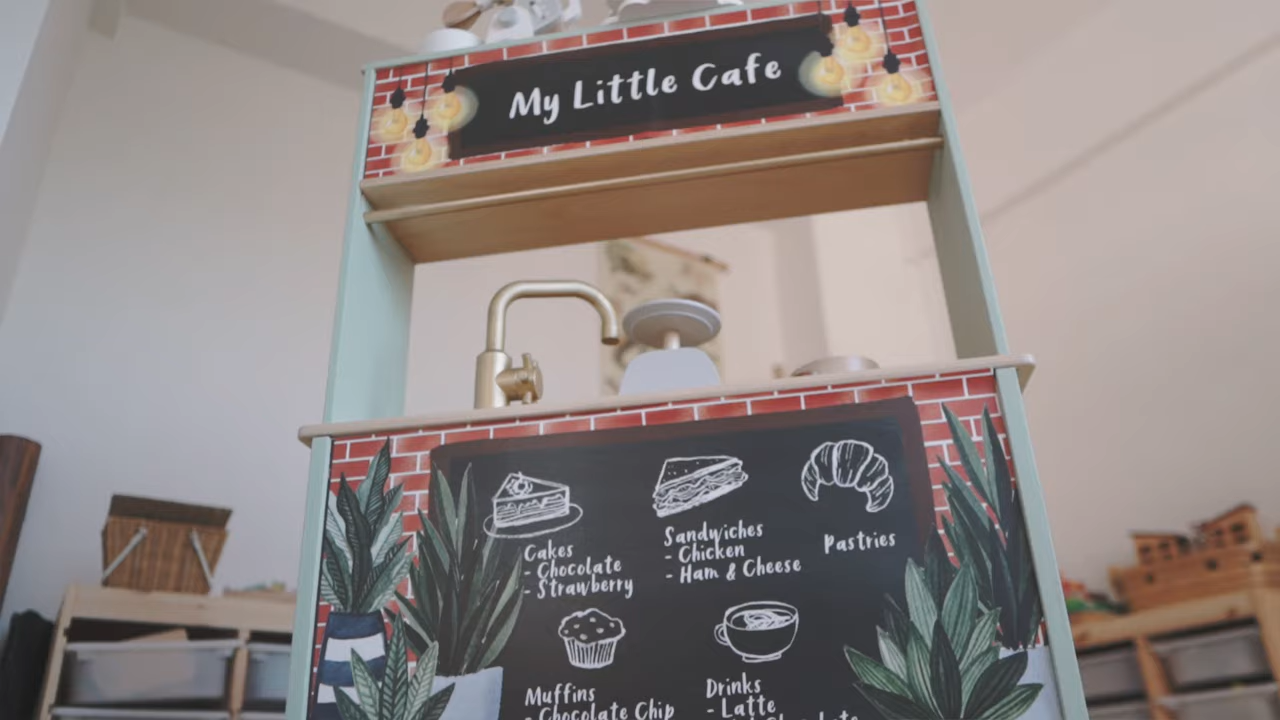 My Little Cafe
Cakes
- Chocolate
- Strawberry
Sandwiches
- Chicken
- Ham & Cheese
Pastries
Muffins
- Chocolate Chip
Drinks
- Latte